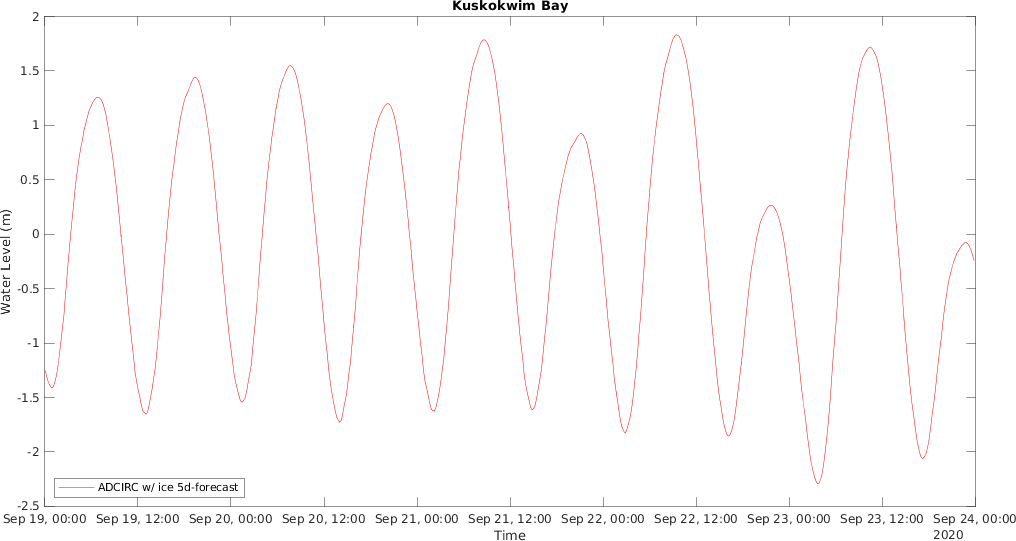 Kuskokwim Bay
2
1.5
1
0.5
0
-0.5
-1
-1.5
-2
-2.5
Water Level (m)
ADCIRC w/ ice 5d-forecast
Sep 19, 00:00 Sep 19, 12:00 Sep 20, 00:00 Sep 20, 12:00 Sep 21, 00:00 Sep 21, 12:00 Sep 22, 00:00 Sep 22, 12:00 Sep 23, 00:00 Sep 23, 12:00 Sep 24, 00:00
Time
2020